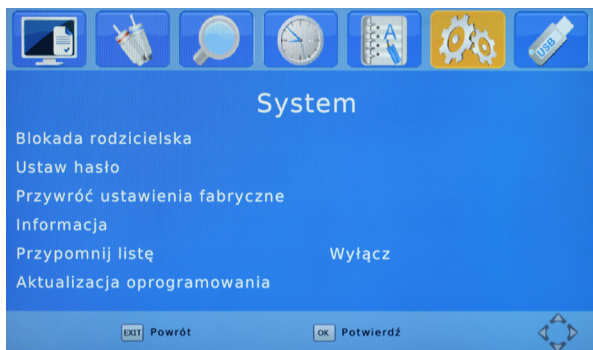 A
USB
System
Blokada rodzicielska
Ustaw hasło
Przywróć ustawienia fabryczne
Informacja
Przypomnij listę Wyłącz
Aktualizacja oprogramowania
EXIT Powrót OK Potwierdź